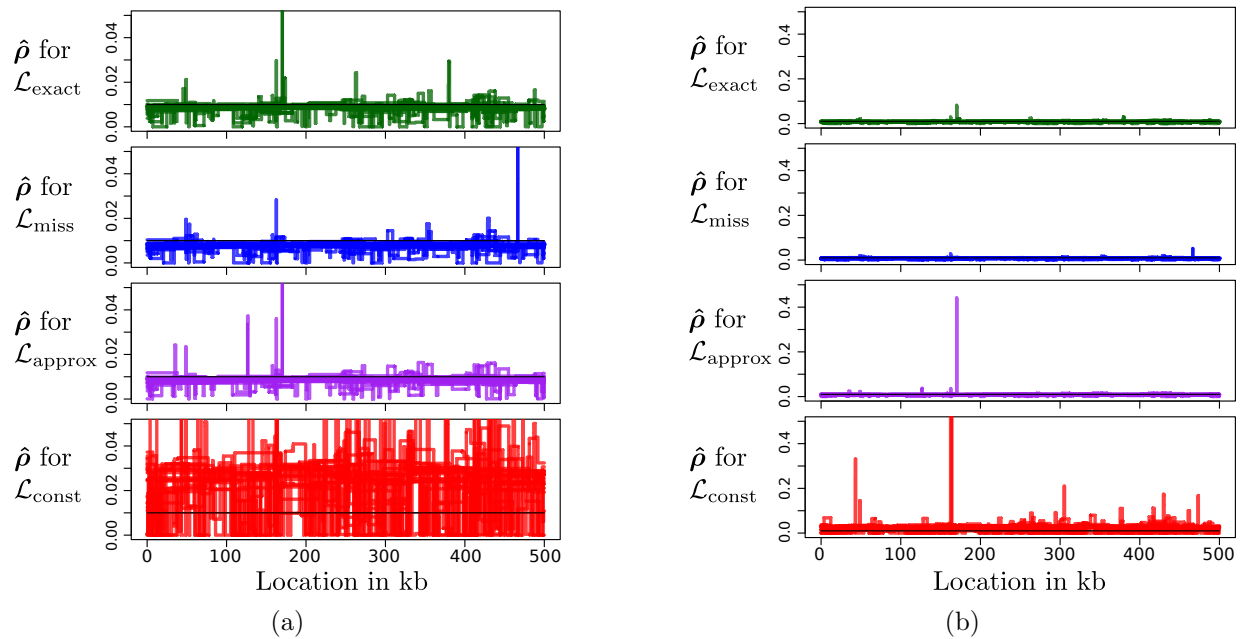 ρ̂ for
ℒexact
0.00 0.02 0.04
ρ̂ for
ℒmiss
0.00 0.02 0.04
ρ̂ for
ℒapprox
0.00 0.02 0.04
ρ̂ for
ℒconst
0.00 0.02 0.04
0 100 200 300 400 500
Location in kb
(a)
ρ̂ for
ℒexact
0.0 0.2 0.4
ρ̂ for
ℒmiss
0.0 0.2 0.4
ρ̂ for
ℒapprox
0.0 0.2 0.4
ρ̂ for
ℒconst
0.0 0.2 0.4
0 100 200 300 400 500
Location in kb
(b)